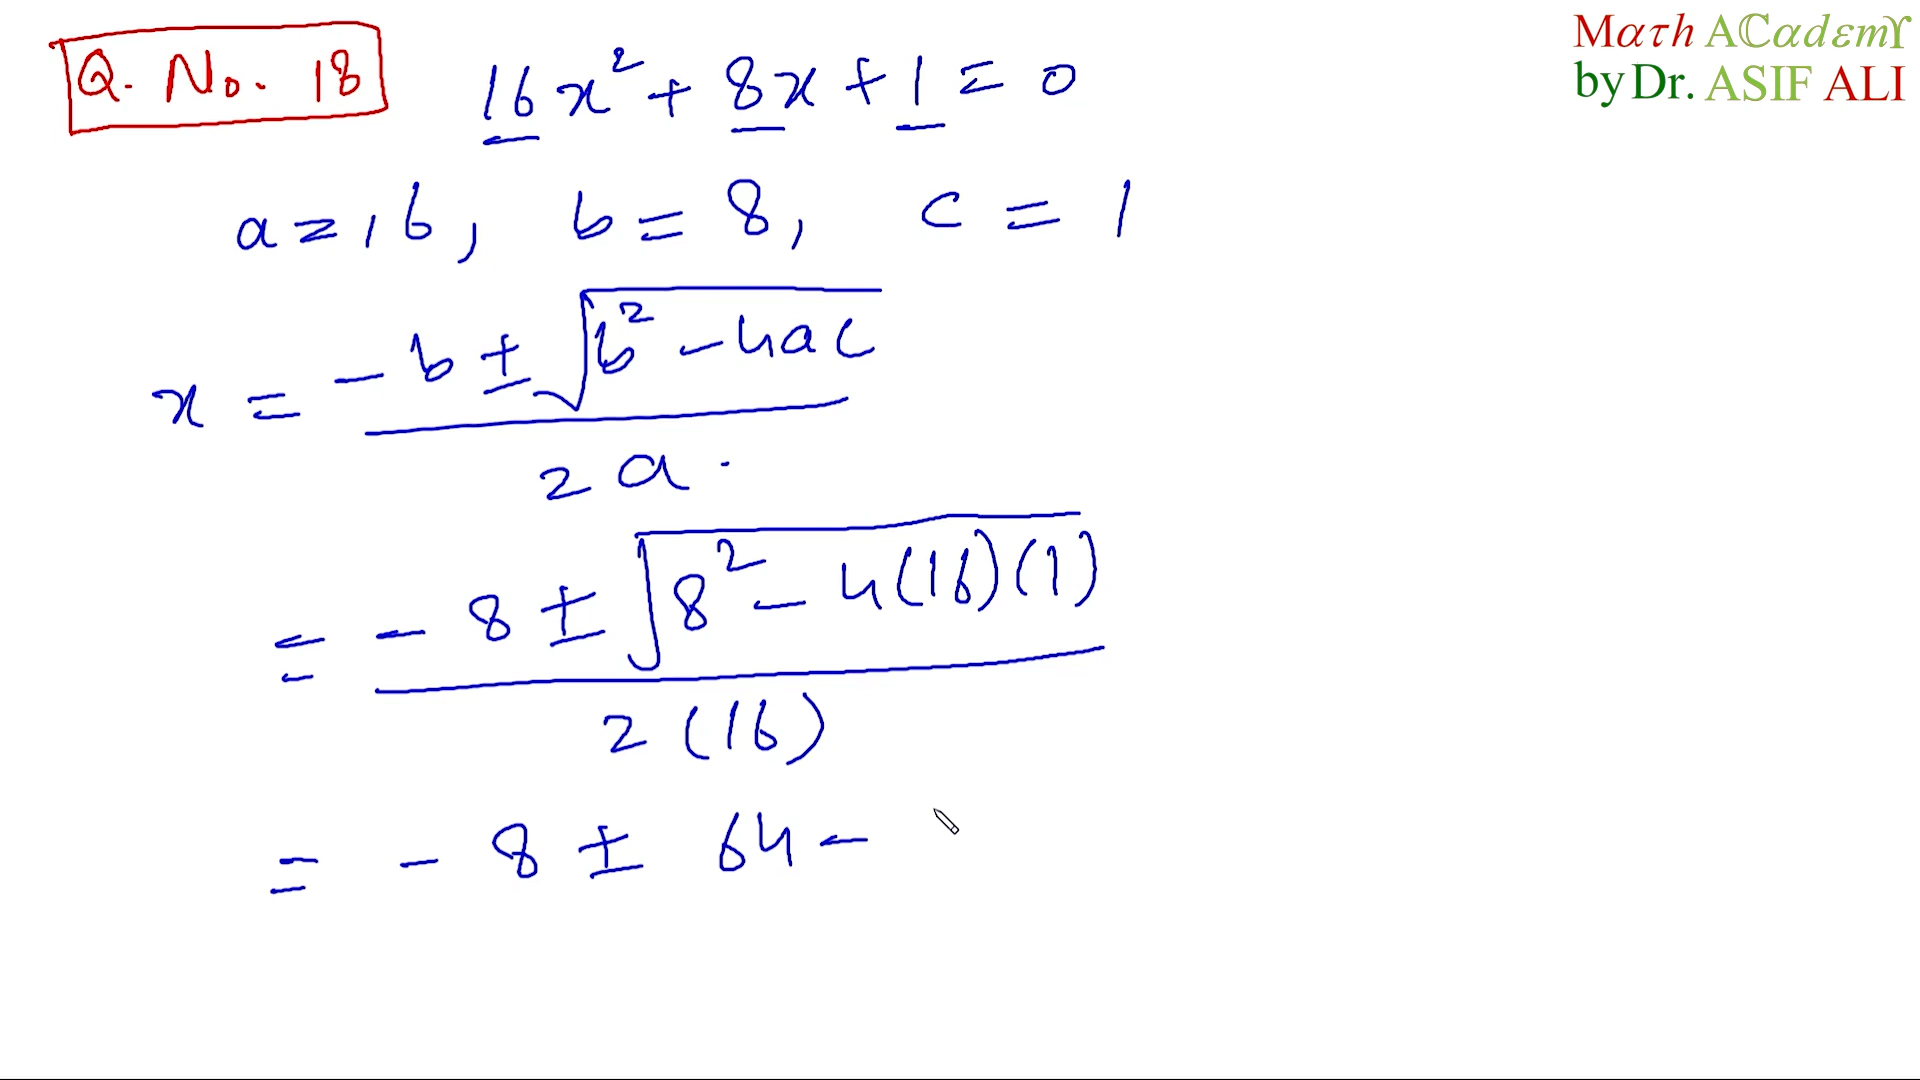 Q. No. 18
16x² + 8x + 1 = 0
Mατh ACαdεmϒ
by Dr. ASIF ALI
a = 16, b = 8, c = 1
x = -b ± √(b² - 4ac) / 2a.
= -8 ± √(8² - 4(16)(1)) / 2(16)
= -8 ± 64 -